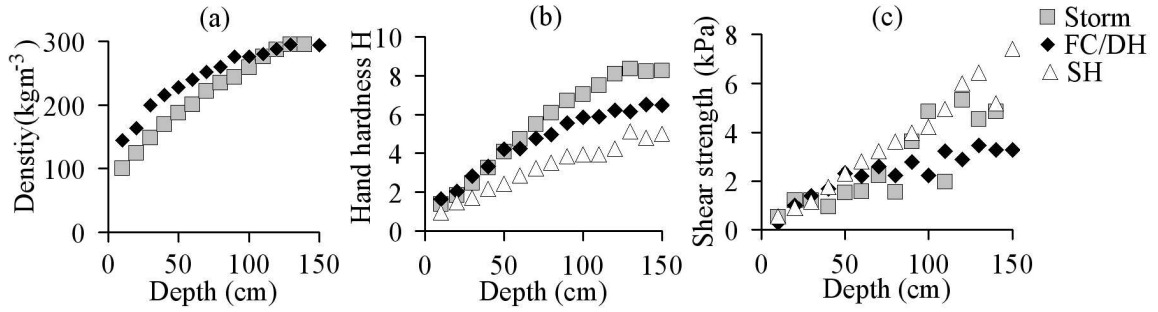 (a)
Denstiy(kgm-3)
300
200
100
0
0 50 100 150
Depth (cm)
(b)
Hand hardness H
10
8
6
4
2
0
0 50 100 150
Depth (cm)
(c)
Shear strength (kPa)
8
6
4
2
0
0 50 100 150
Depth (cm)
Storm
FC/DH
SH